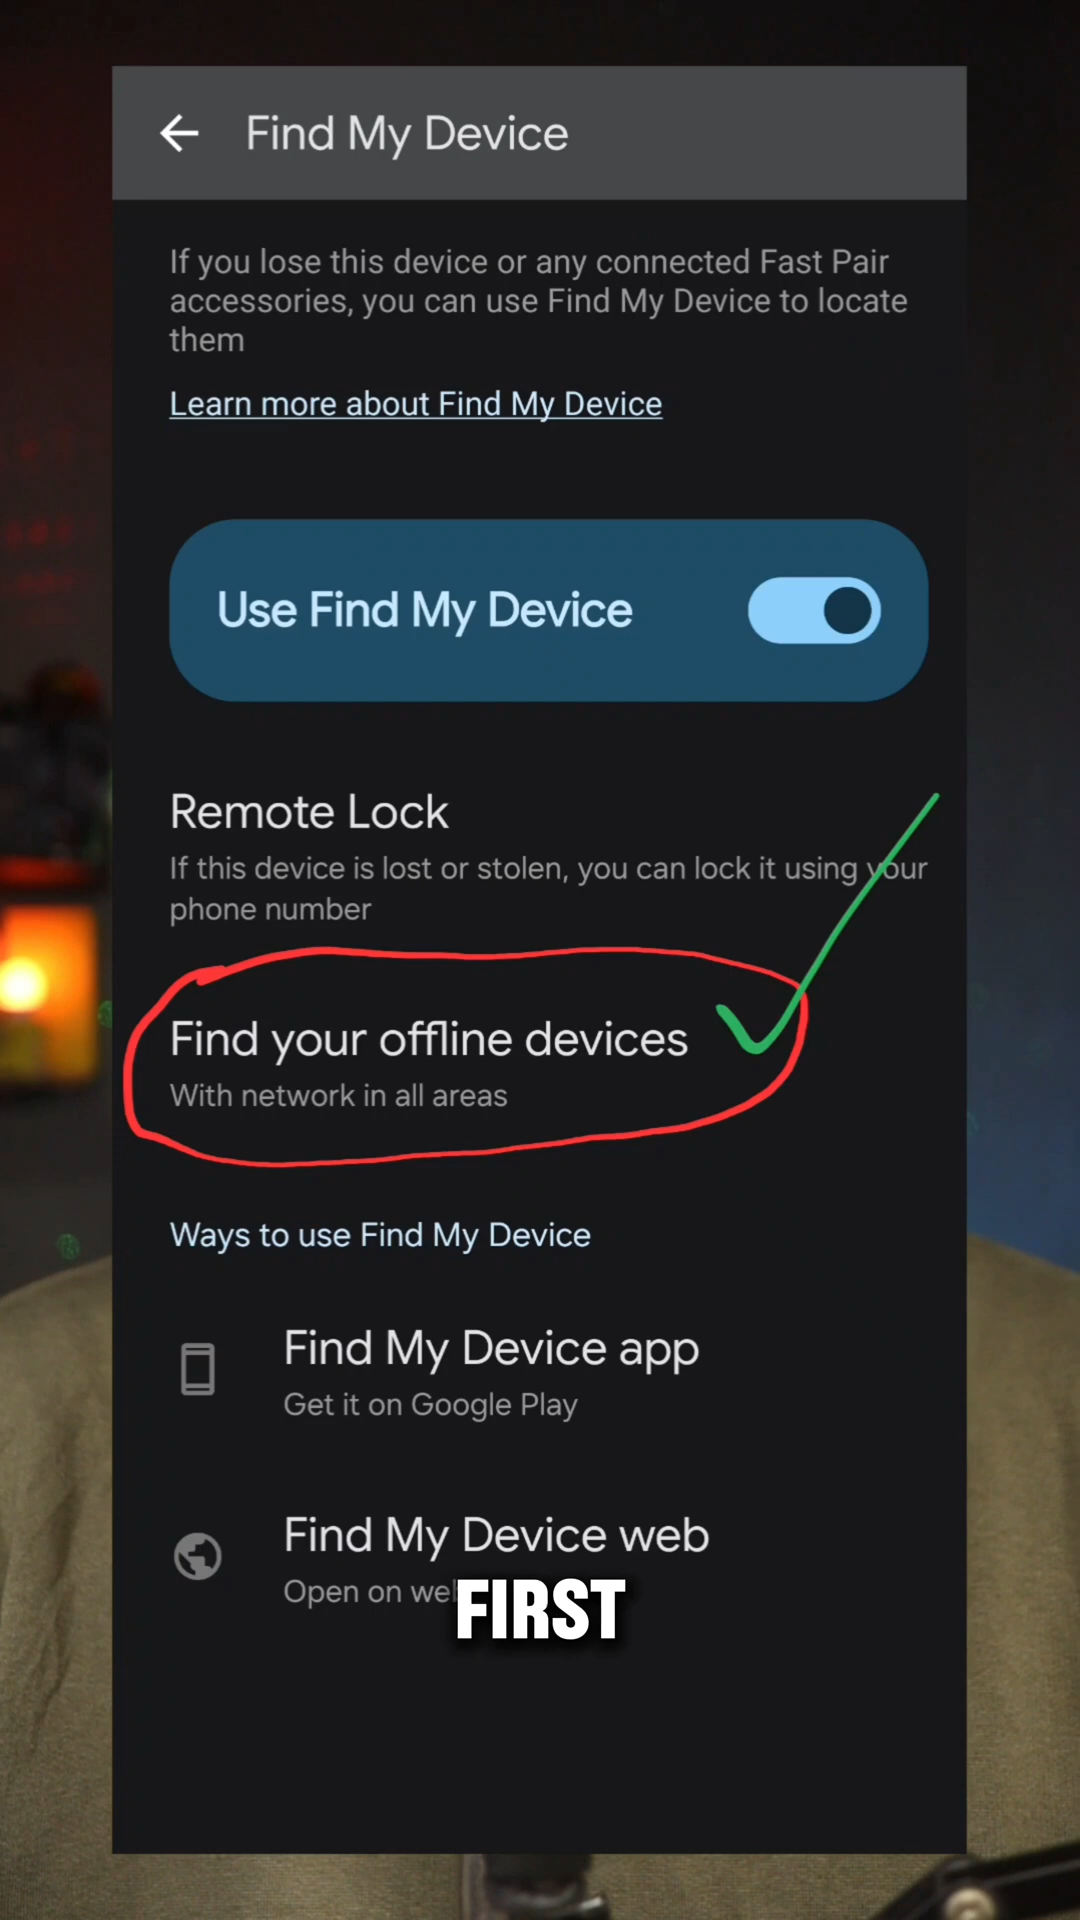 Find My Device
If you lose this device or any connected Fast Pair
accessories, you can use Find My Device to locate
them
Learn more about Find My Device
Use Find My Device
Remote Lock
If this device is lost or stolen, you can lock it using your
phone number
Find your offline devices
With network in all areas
Ways to use Find My Device
Find My Device app
Get it on Google Play
Find My Device web
Open on web
FIRST